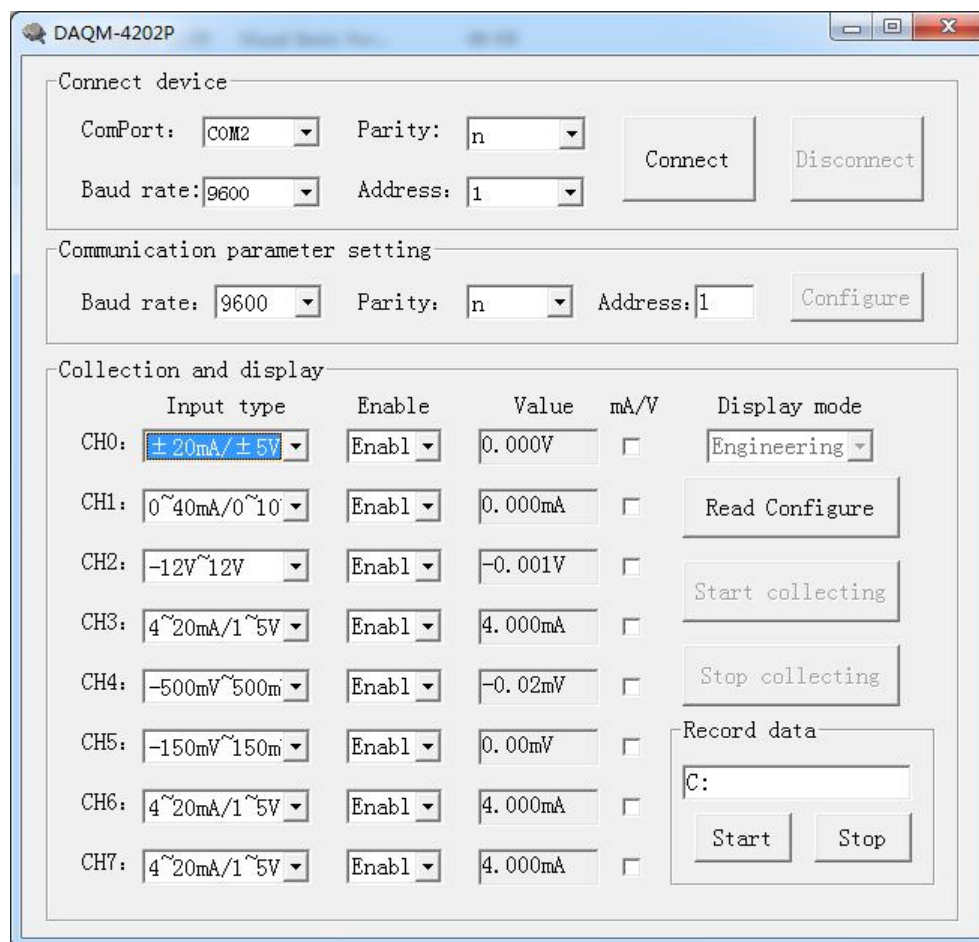 DAQM-4202P
Connect device
ComPort: COM2 Parity: n Connect Disconnect
Baud rate: 9600 Address: 1
Communication parameter setting
Baud rate: 9600 Parity: n Address: 1 Configure
Collection and display
Input type Enable Value mA/V Display mode
CH0: ±20mA/±5V Enabl 0.000V Engineering
CH1: 0~40mA/0~10 Enabl 0.000mA Read Configure
CH2: -12V~12V Enabl -0.001V
Start collecting
CH3: 4~20mA/1~5V Enabl 4.000mA
CH4: -500mV~500m Enabl -0.02mV Stop collecting
Record data
CH5: -150mV~150m Enabl 0.00mV
C:
CH6: 4~20mA/1~5V Enabl 4.000mA
Start Stop
CH7: 4~20mA/1~5V Enabl 4.000mA